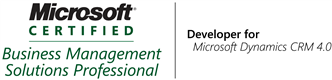 Microsoft
CERTIFIED
Business Management
Solutions Professional
Developer for
Microsoft Dynamics CRM 4.0